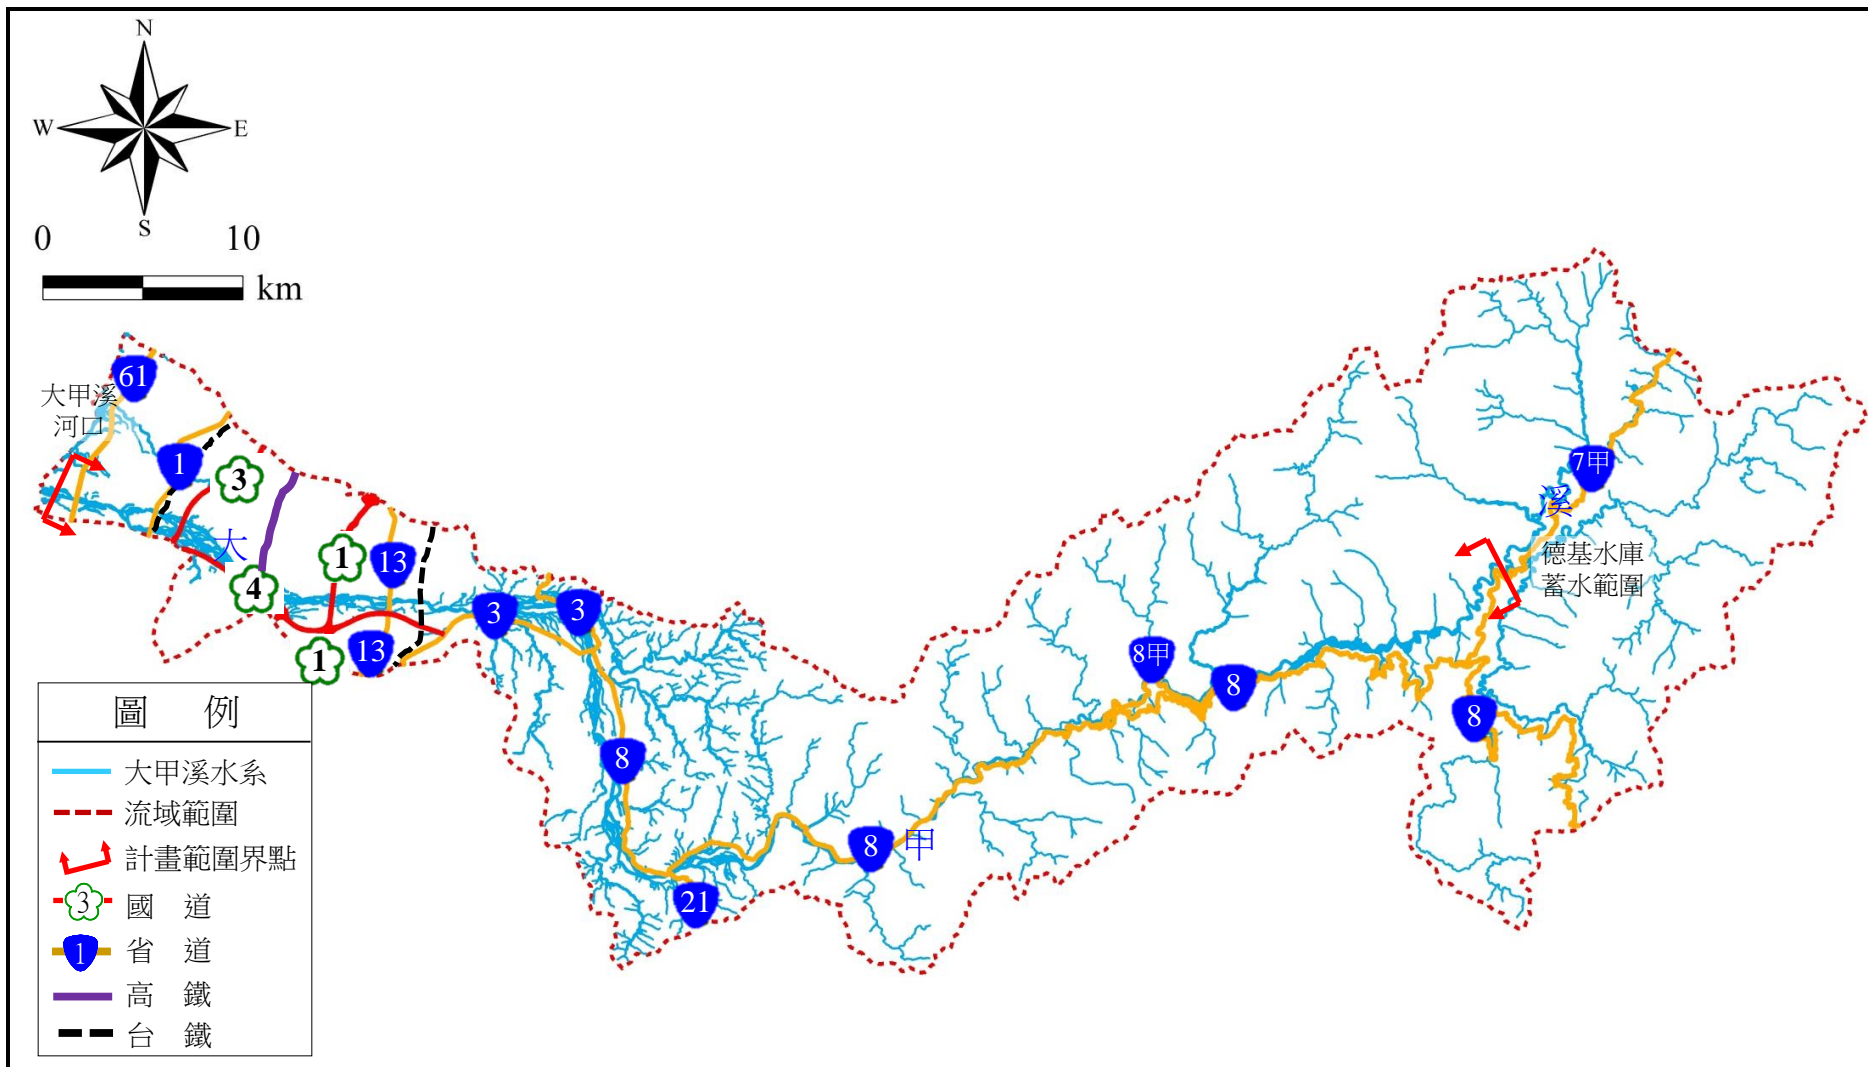 N
W
E
S
0 10
km
61
大甲溪
河口
1
3
大
4
1
13
1
13
3
3
8
21
8
甲
8甲
8
8
7甲
溪
德基水庫
蓄水範圍
圖 例
大甲溪水系
流域範圍
計畫範圍界點
3 國 道
1 省 道
高 鐵
台 鐵